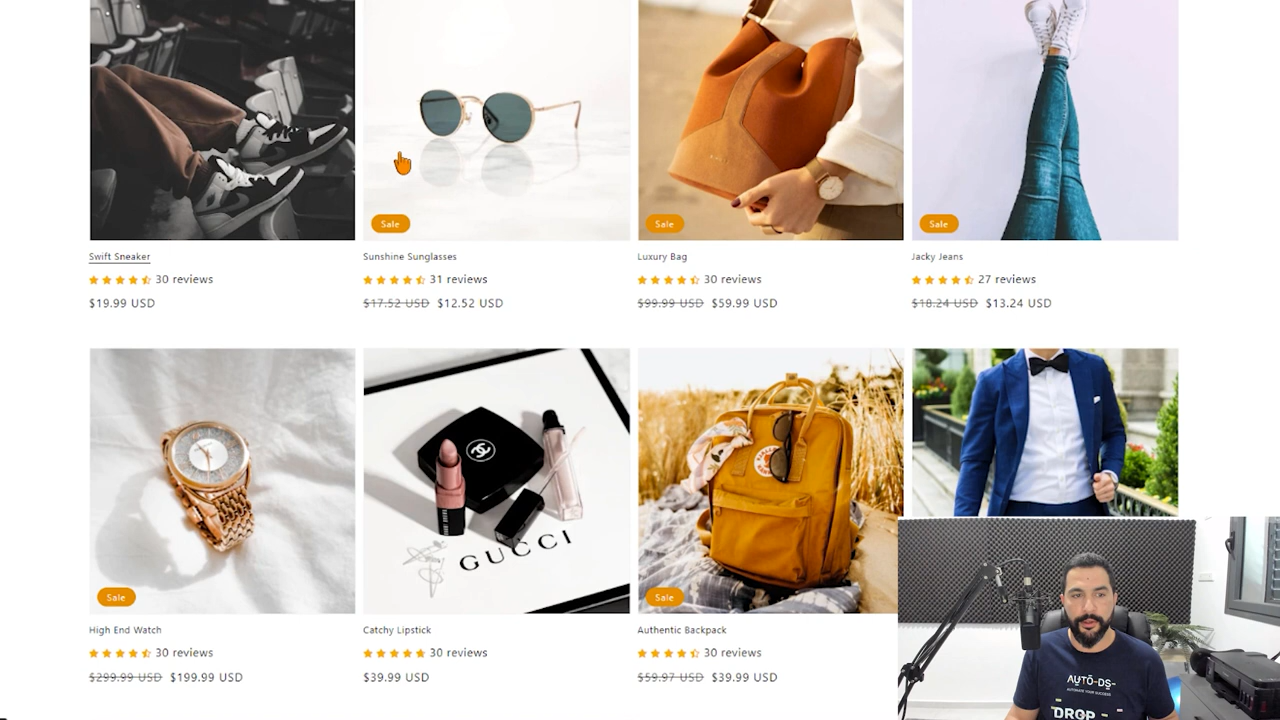 Sale
Sale
Sale
Swift Sneaker
Sunshine Sunglasses
Luxury Bag
Jacky Jeans
30 reviews
31 reviews
30 reviews
27 reviews
$19.99 USD
$17.52 USD $12.52 USD
$99.99 USD $59.99 USD
$18.24 USD $13.24 USD
GUCCI
Sale
Sale
High End Watch
Catchy Lipstick
Authentic Backpack
30 reviews
30 reviews
30 reviews
$299.99 USD $199.99 USD
$39.99 USD
$59.97 USD $39.99 USD
AUTO-DS
AUTOMATE YOUR SUCCESS
DROP